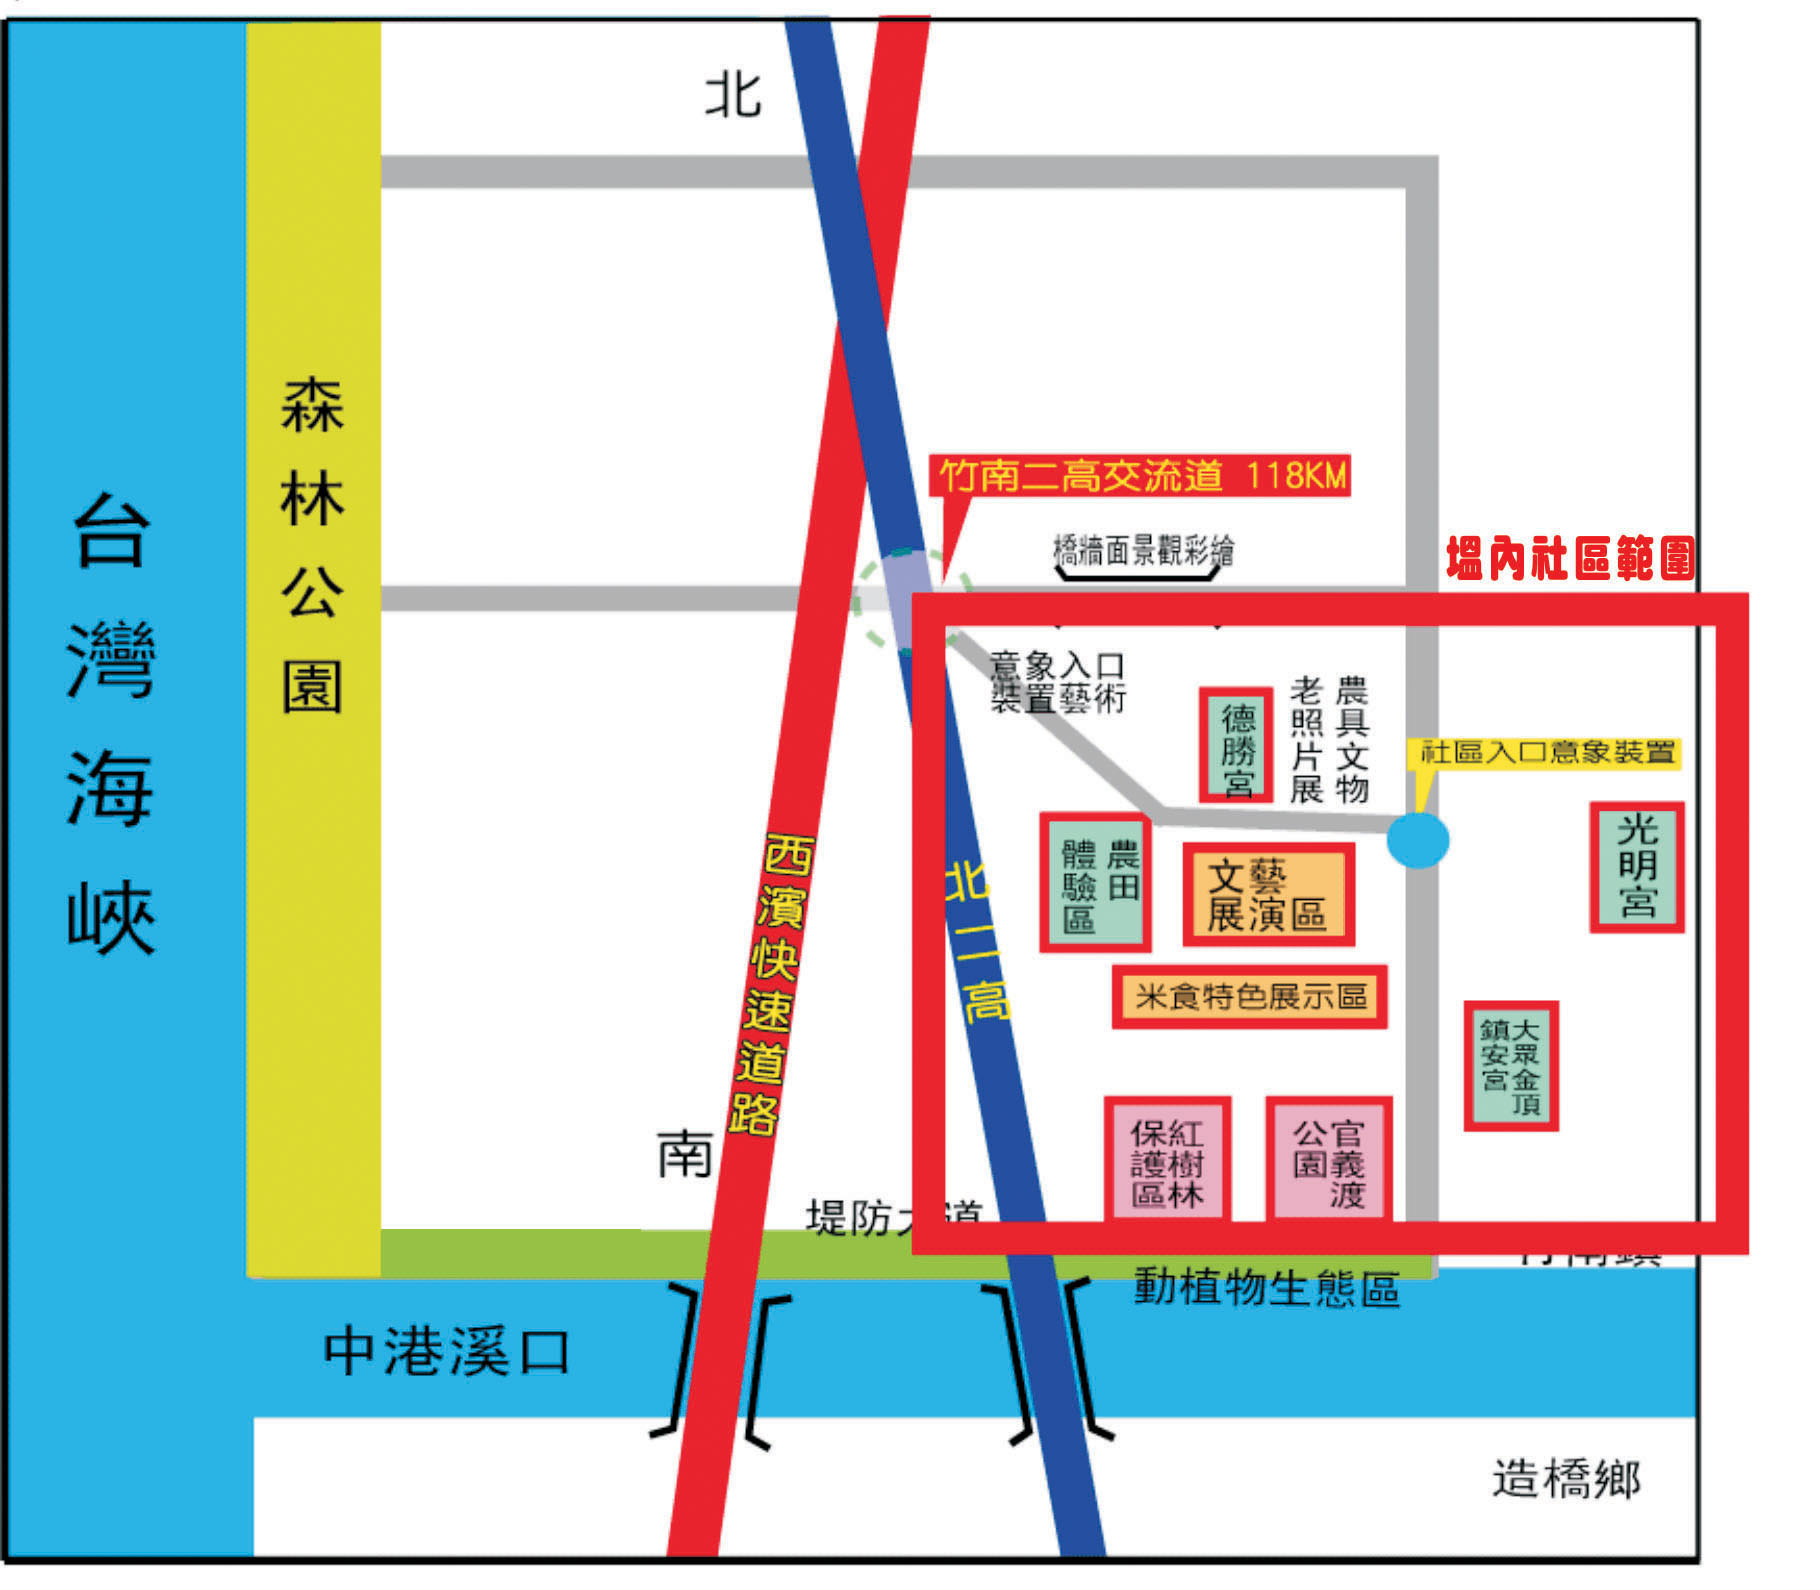 北
森林公園
台灣海峽
竹南二高交流道 118KM
橋牆面景觀彩繪
塭內社區範圍
意象入口
裝置藝術
德勝宮
農具文物
老照片展
社區入口意象裝置
光明宮
農田
體驗區
文藝
展演區
米食特色展示區
西濱快速道路
北二高
大眾金頂
鎮安宮
紅樹林
保護區
官義渡
公園
南
堤防大道
竹南鎮
動植物生態區
中港溪口
造橋鄉